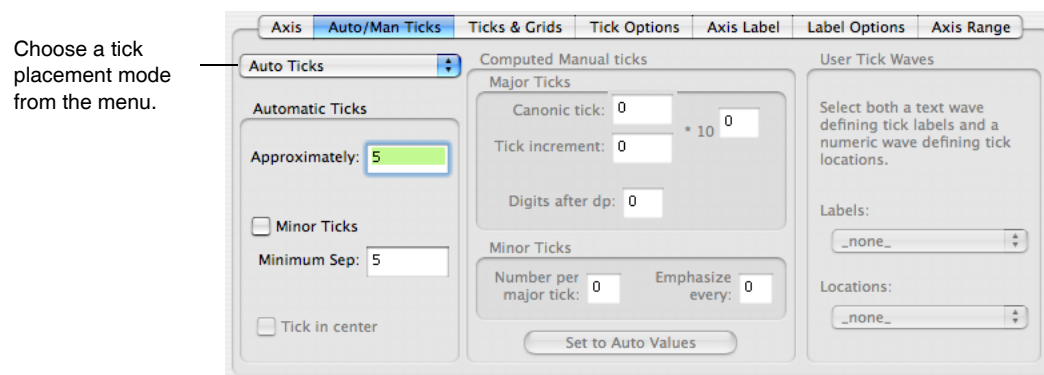 Choose a tick
placement mode
from the menu.
Axis Auto/Man Ticks Ticks & Grids Tick Options Axis Label Label Options Axis Range
Auto Ticks
Automatic Ticks
Approximately: 5
Minor Ticks
Minimum Sep: 5
Tick in center
Computed Manual ticks
Major Ticks
Canonic tick: 0
* 10 0
Tick increment: 0
Digits after dp: 0
Minor Ticks
Number per
major tick: 0
Emphasize
every: 0
Set to Auto Values
User Tick Waves
Select both a text wave
defining tick labels and a
numeric wave defining tick
locations.
Labels:
_none_
Locations:
_none_